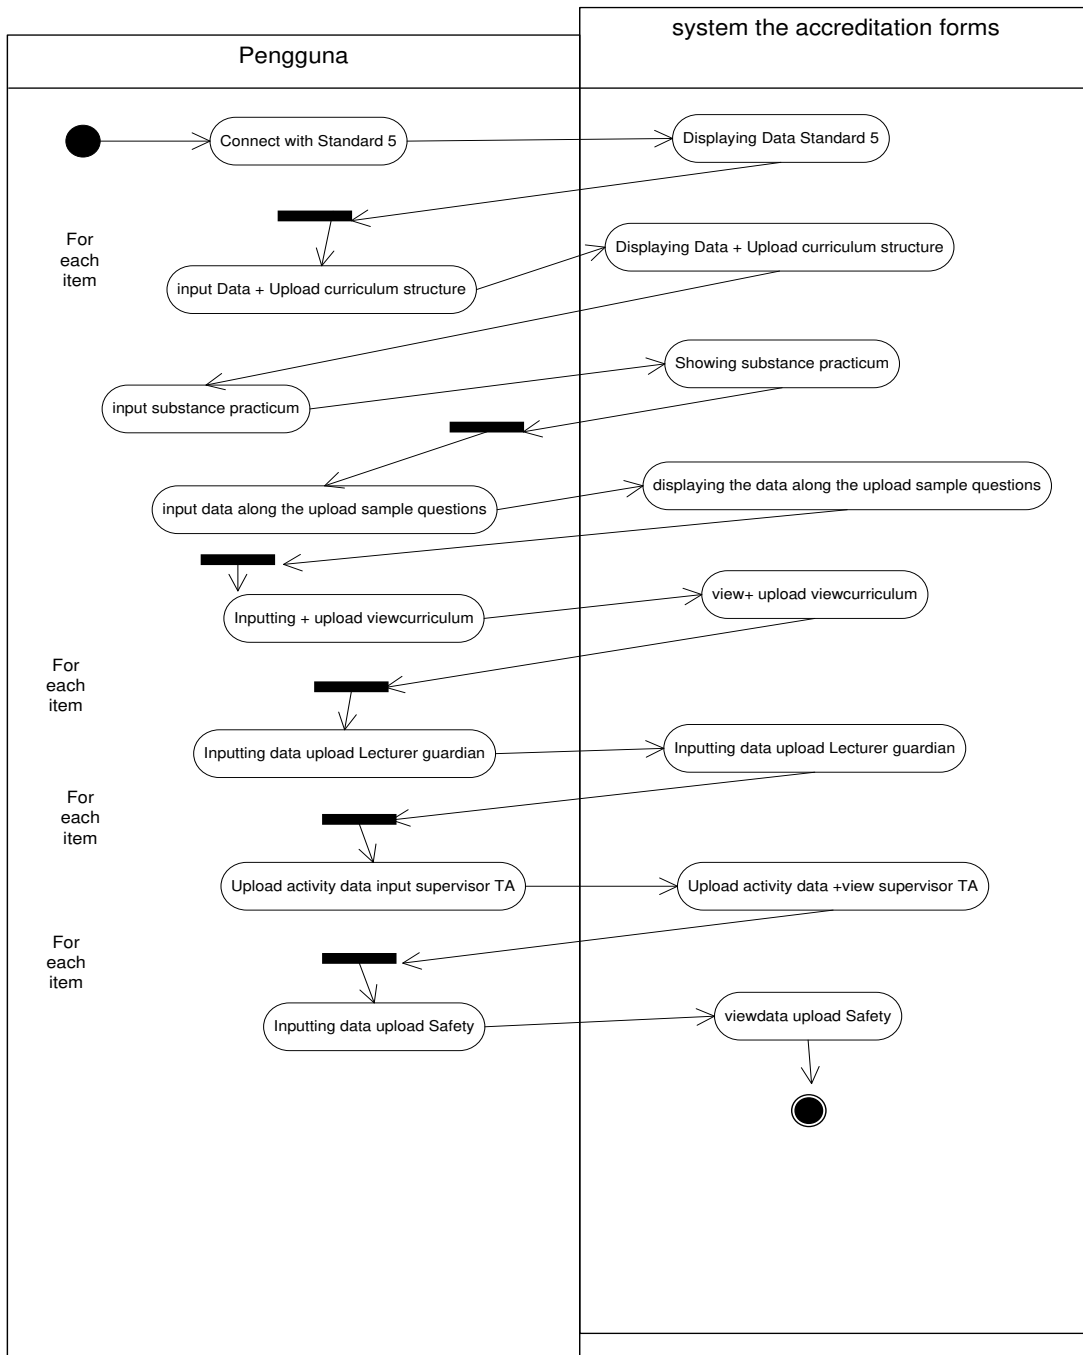 system the accreditation forms
Pengguna
Connect with Standard 5
Displaying Data Standard 5
For
each
item
Displaying Data + Upload curriculum structure
input Data + Upload curriculum structure
Showing substance practicum
input substance practicum
displaying the data along the upload sample questions
input data along the upload sample questions
view+ upload viewcurriculum
Inputting + upload viewcurriculum
For
each
item
Inputting data upload Lecturer guardian
Inputting data upload Lecturer guardian
For
each
item
Upload activity data input supervisor TA
Upload activity data +view supervisor TA
For
each
item
viewdata upload Safety
Inputting data upload Safety